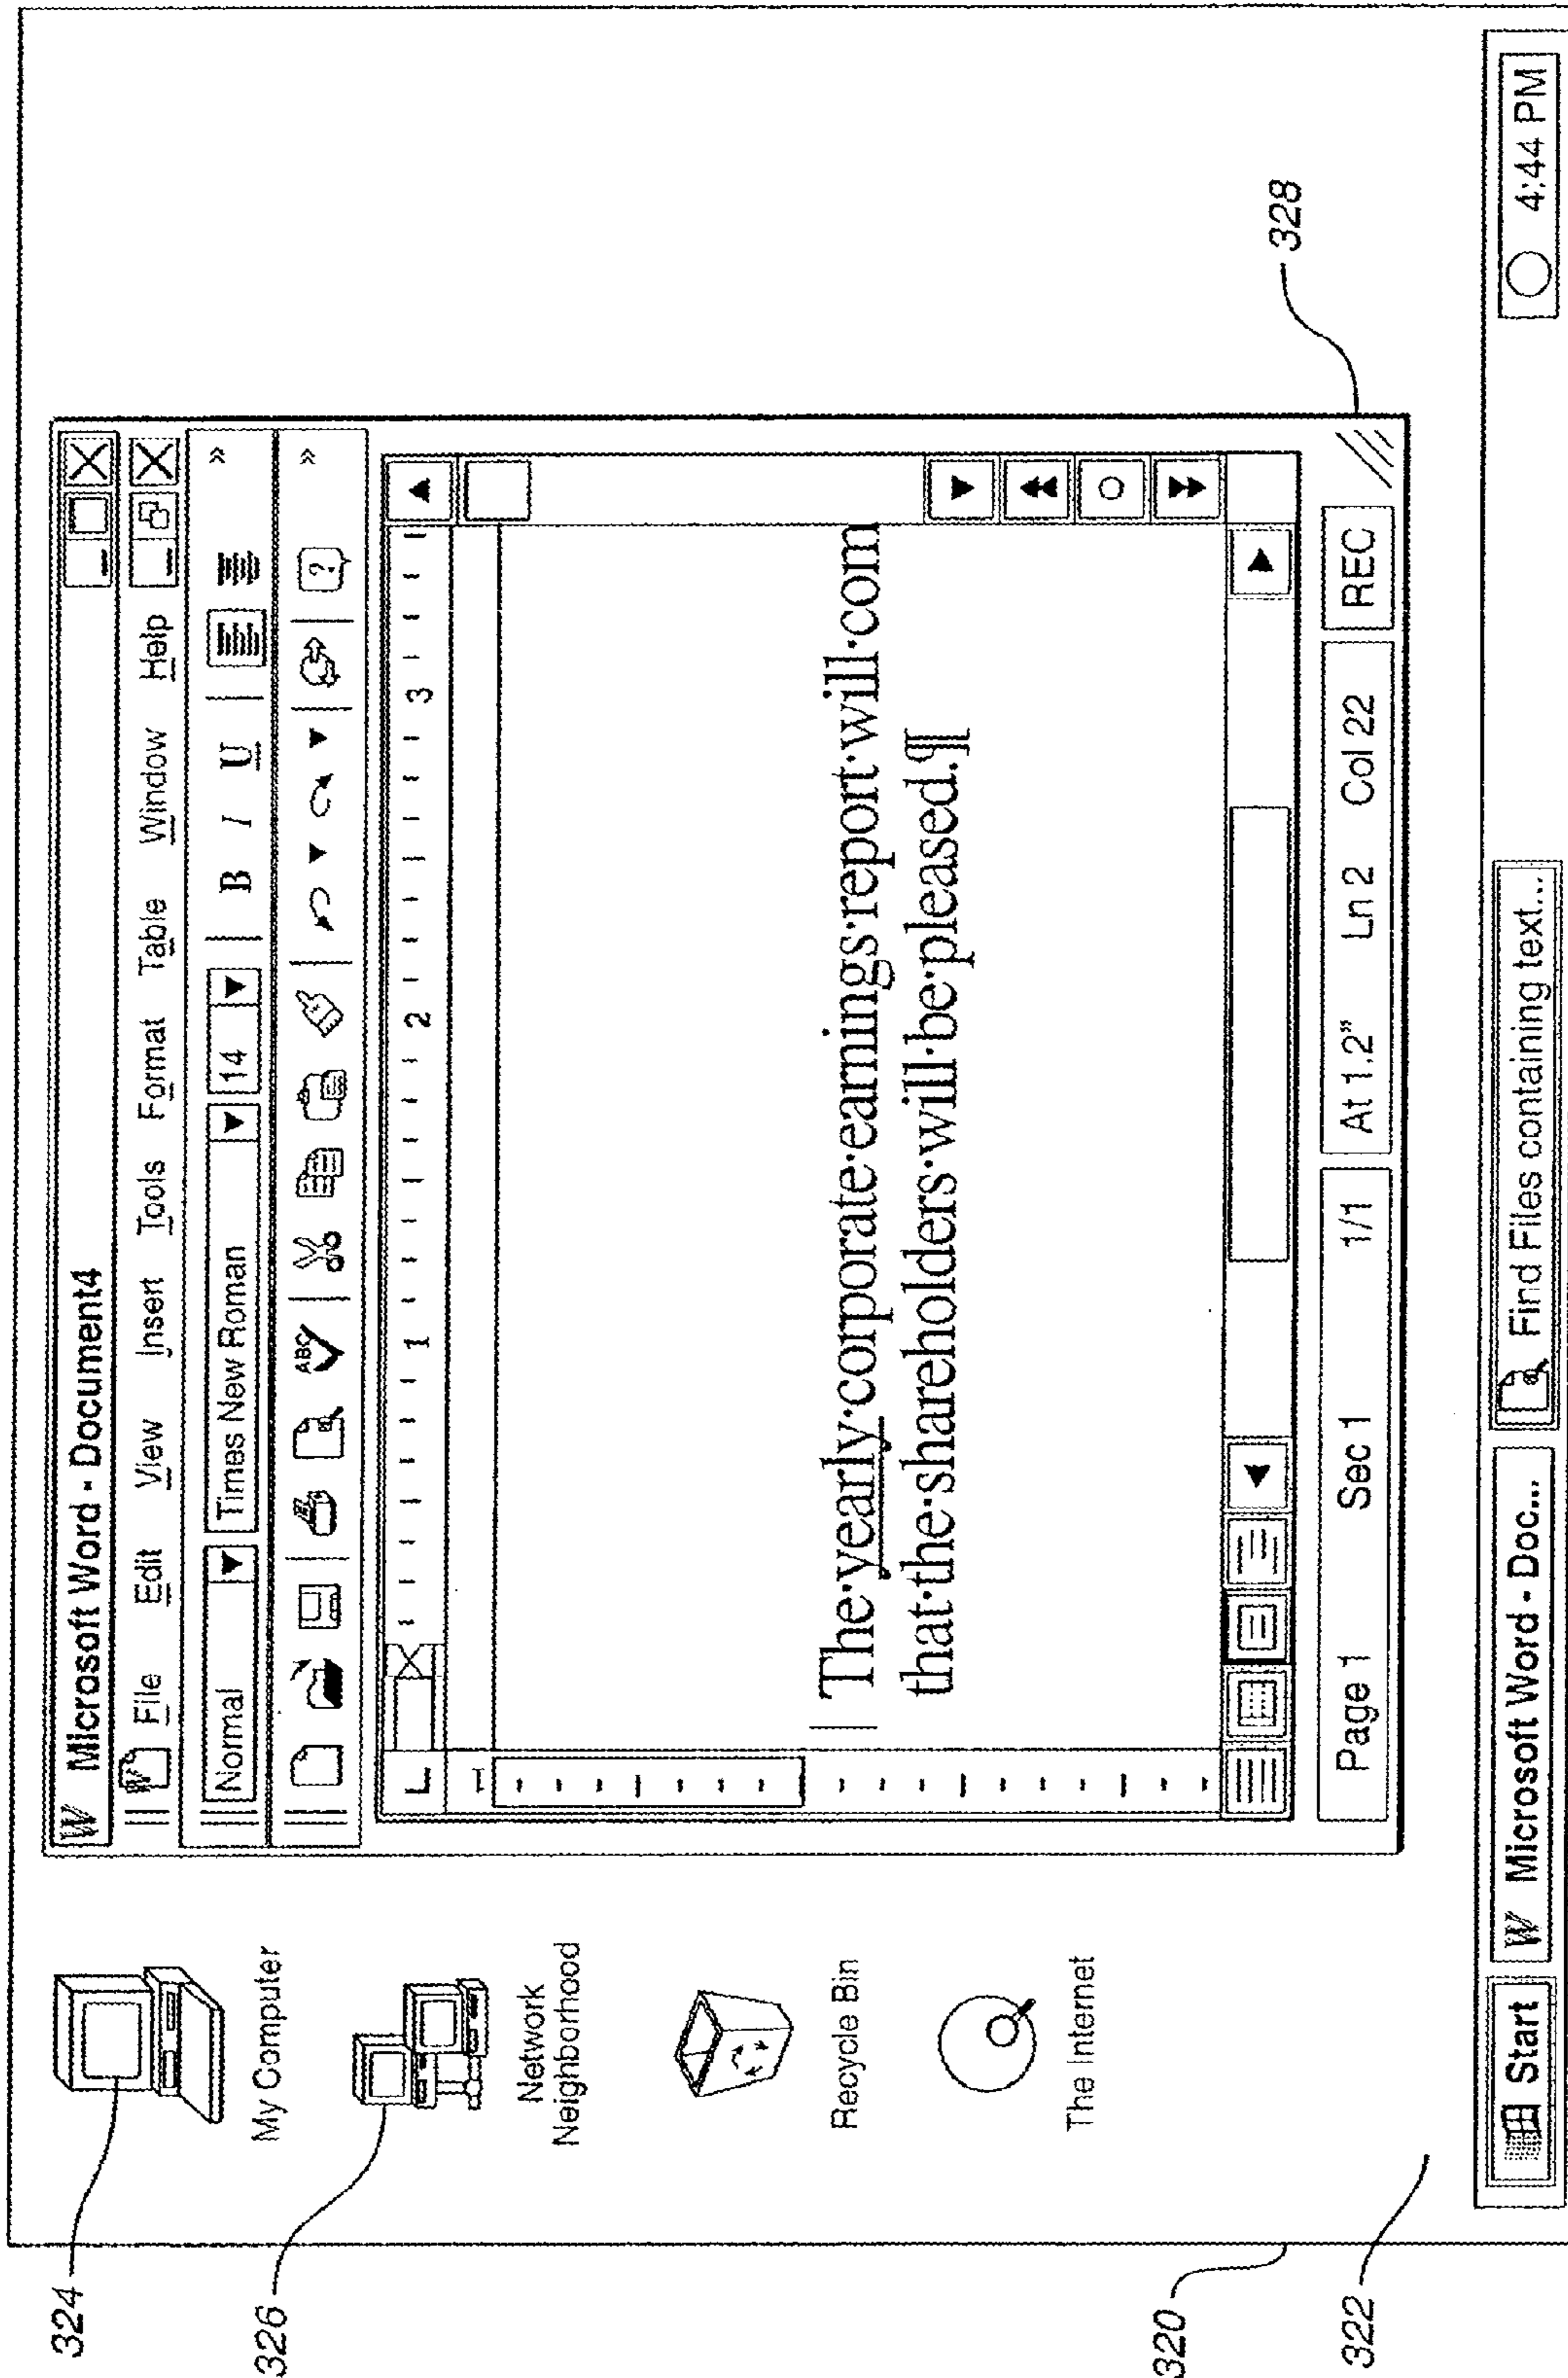 324
326
320
322
328
My Computer
Network
Neighborhood
Recycle Bin
The Internet
W Microsoft Word - Document4
W File Edit View Insert Tools Format Table Window Help
Normal Times New Roman 14 B I U »
ABC ? »
L 1 2 3
The·yearly·corporate·earnings·report·will·com
that·the·shareholders·will·be·pleased.¶
Page 1 Sec 1 1/1 At 1.2" Ln 2 Col 22 REC
Start W Microsoft Word - Doc... Find Files containing text... 4:44 PM